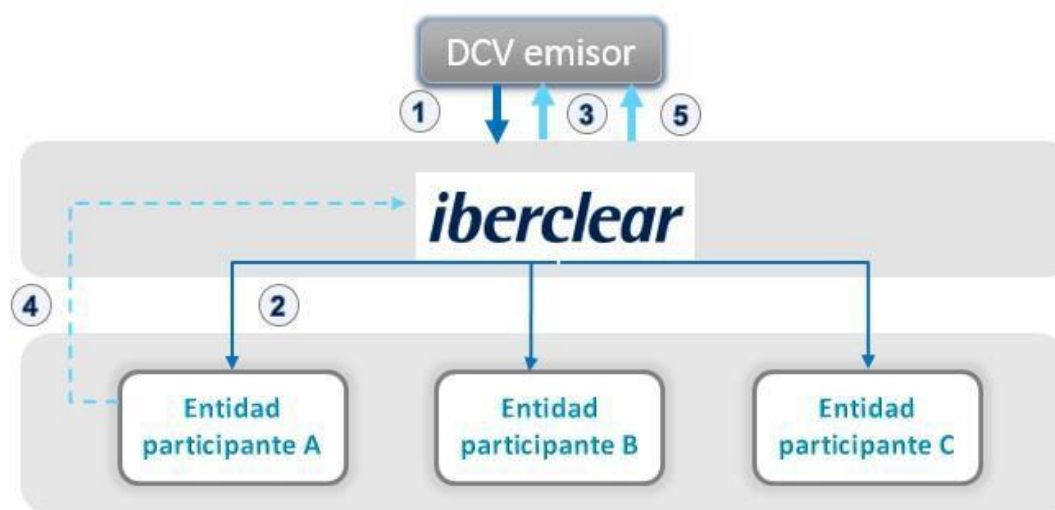 DCV emisor
1
3
5
iberclear
4
2
Entidad
participante A
Entidad
participante B
Entidad
participante C